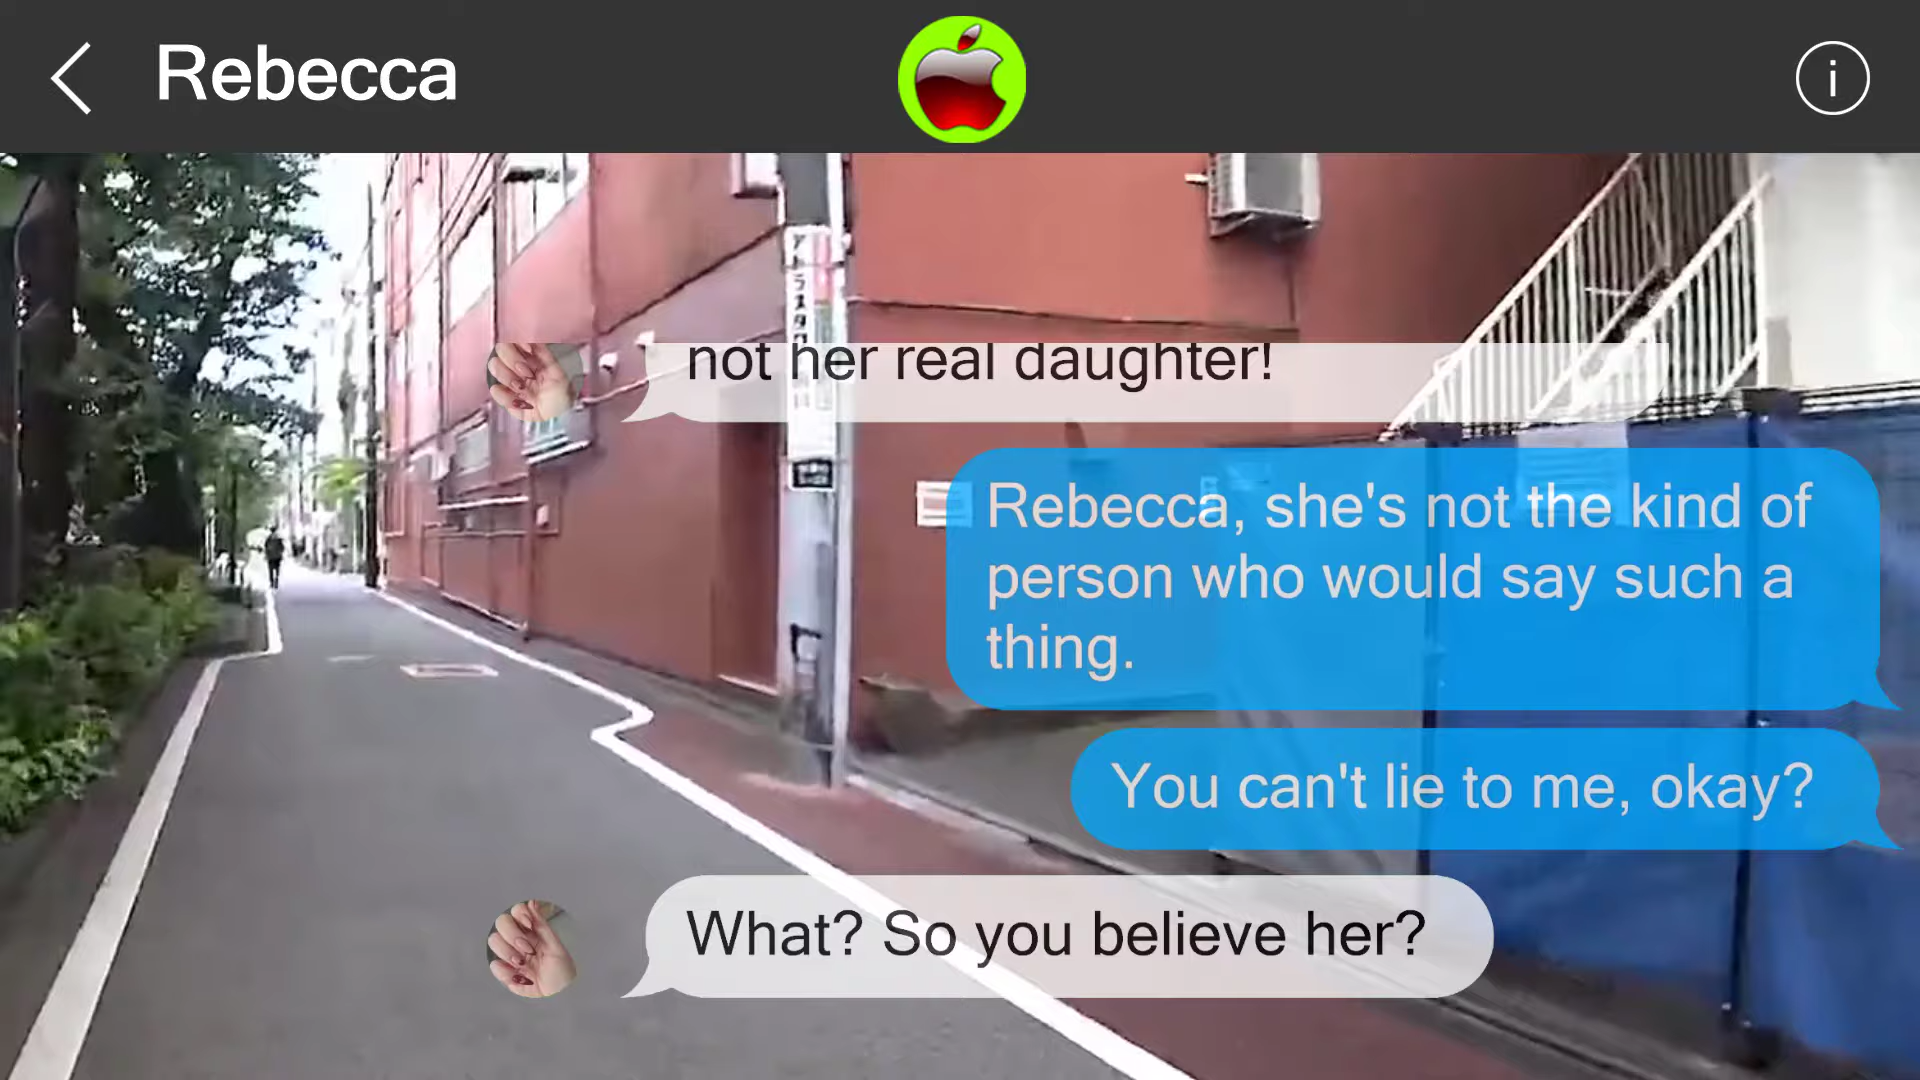 Rebecca
i
not her real daughter!
Rebecca, she's not the kind of
person who would say such a
thing.
You can't lie to me, okay?
What? So you believe her?